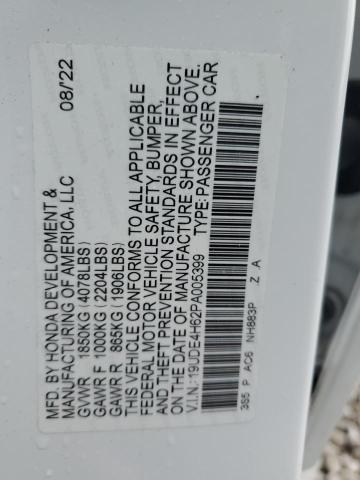 MFD. BY HONDA DEVELOPMENT & 08/22
MANUFACTURING OF AMERICA, LLC
GVWR 1850KG (4078LBS)
GAWR F 1000KG (2204LBS)
GAWR R 865KG (1906LBS)
THIS VEHICLE CONFORMS TO ALL APPLICABLE
FEDERAL MOTOR VEHICLE SAFETY, BUMPER,
AND THEFT PREVENTION STANDARDS IN EFFECT
ON THE DATE OF MANUFACTURE SHOWN ABOVE.
V.I.N.: 19UDE4H62PA005399 TYPE: PASSENGER CAR
3S5 P AC6 NH883P Z A